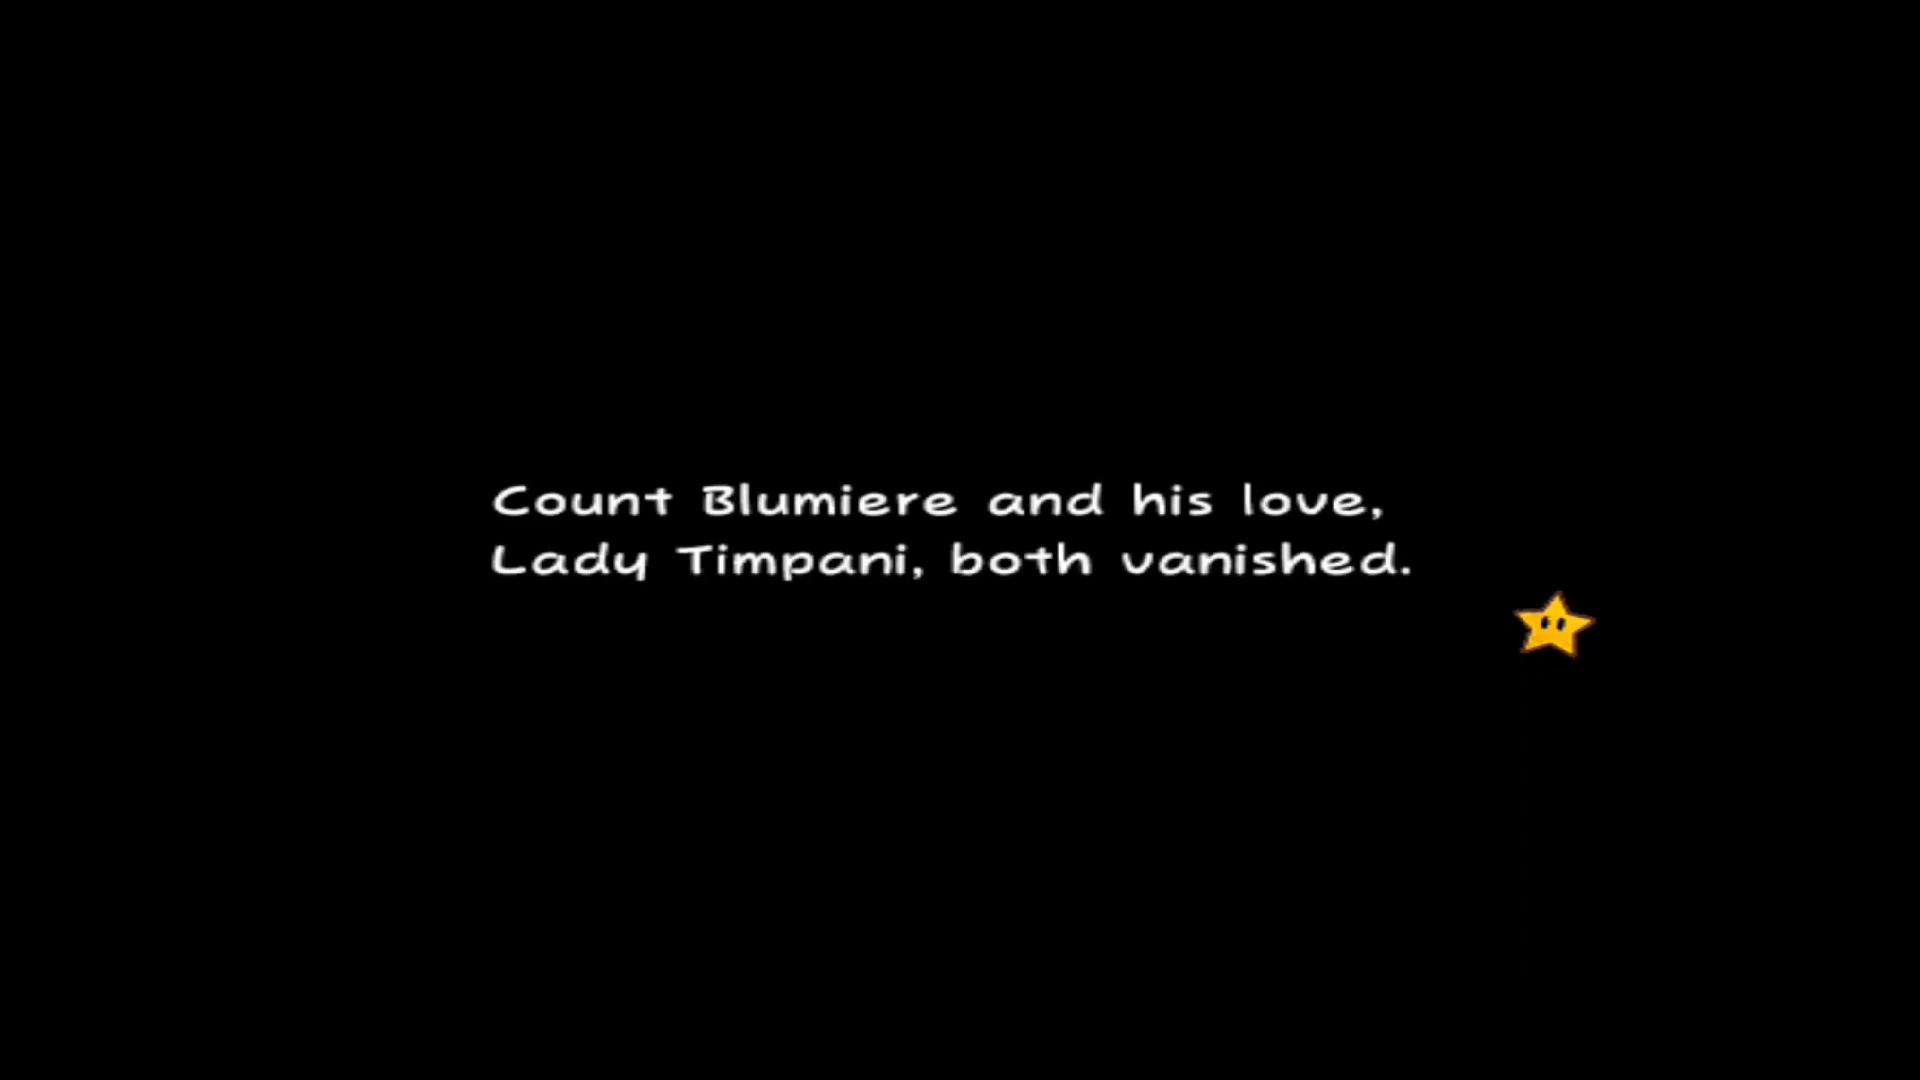 Count Blumiere and his love,
Lady Timpani, both vanished.